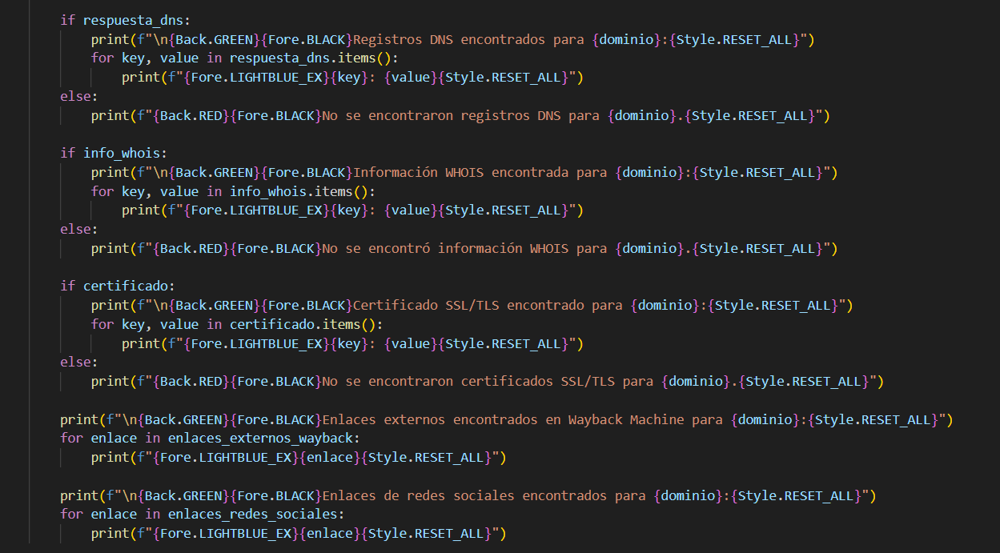 if respuesta_dns:
print(f"\n{Back.GREEN}{Fore.BLACK}Registros DNS encontrados para {dominio}:{Style.RESET_ALL}")
for key, value in respuesta_dns.items():
print(f"{Fore.LIGHTBLUE_EX}{key}: {value}{Style.RESET_ALL}")
else:
print(f"{Back.RED}{Fore.BLACK}No se encontraron registros DNS para {dominio}.{Style.RESET_ALL}")
if info_whois:
print(f"\n{Back.GREEN}{Fore.BLACK}Información WHOIS encontrada para {dominio}:{Style.RESET_ALL}")
for key, value in info_whois.items():
print(f"{Fore.LIGHTBLUE_EX}{key}: {value}{Style.RESET_ALL}")
else:
print(f"{Back.RED}{Fore.BLACK}No se encontró información WHOIS para {dominio}.{Style.RESET_ALL}")
if certificado:
print(f"\n{Back.GREEN}{Fore.BLACK}Certificado SSL/TLS encontrado para {dominio}:{Style.RESET_ALL}")
for key, value in certificado.items():
print(f"{Fore.LIGHTBLUE_EX}{key}: {value}{Style.RESET_ALL}")
else:
print(f"{Back.RED}{Fore.BLACK}No se encontraron certificados SSL/TLS para {dominio}.{Style.RESET_ALL}")
print(f"\n{Back.GREEN}{Fore.BLACK}Enlaces externos encontrados en Wayback Machine para {dominio}:{Style.RESET_ALL}")
for enlace in enlaces_externos_wayback:
print(f"{Fore.LIGHTBLUE_EX}{enlace}{Style.RESET_ALL}")
print(f"\n{Back.GREEN}{Fore.BLACK}Enlaces de redes sociales encontrados para {dominio}:{Style.RESET_ALL}")
for enlace in enlaces_redes_sociales:
print(f"{Fore.LIGHTBLUE_EX}{enlace}{Style.RESET_ALL}")